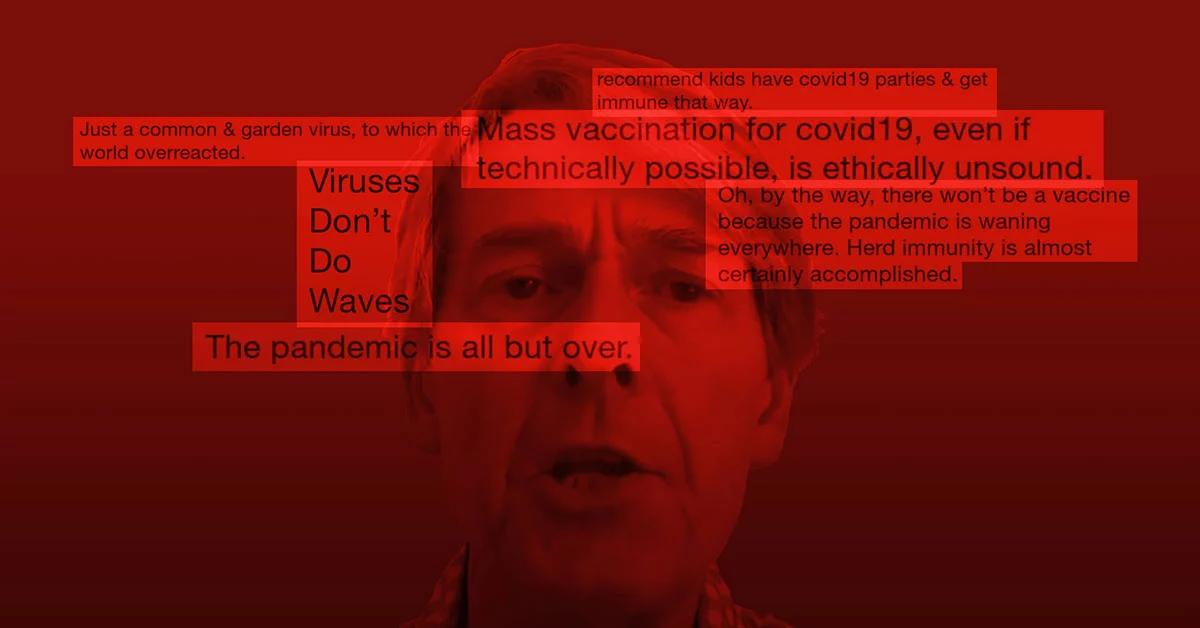 recommend kids have covid19 parties & get
immune that way.
Just a common & garden virus, to which the
world overreacted.
Mass vaccination for covid19, even if
technically possible, is ethically unsound.
Viruses
Don't
Do
Waves
Oh, by the way, there won't be a vaccine
because the pandemic is waning
everywhere. Herd immunity is almost
certainly accomplished.
The pandemic is all but over.